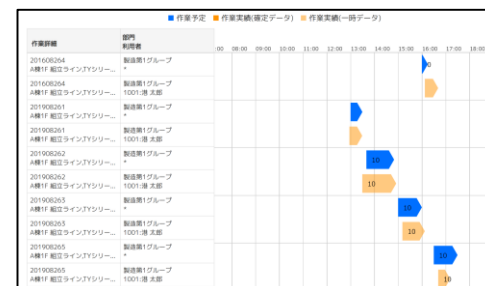 作業予定 作業実績(確定データ) 作業実績(一時データ)
作業詳細 部門
利用者
:00 08:00 09:00 10:00 11:00 12:00 13:00 14:00 15:00 16:00 17:00 18:00
201608264 製造第1グループ
A棟1F 組立ライン,TYシリー... *
201608264 製造第1グループ
A棟1F 組立ライン,TYシリー... 1001:港 太郎
201908261 製造第1グループ
A棟1F 組立ライン,TYシリー... *
201908261 製造第1グループ
A棟1F 組立ライン,TYシリー... 1001:港 太郎
201908262 製造第1グループ
A棟1F 組立ライン,TYシリー... *
10
201908262 製造第1グループ
A棟1F 組立ライン,TYシリー... 1001:港 太郎
10
201908263 製造第1グループ
A棟1F 組立ライン,TYシリー... *
10
201908263 製造第1グループ
A棟1F 組立ライン,TYシリー... 1001:港 太郎
10
201908265 製造第1グループ
A棟1F 組立ライン,TYシリー... *
10
201908265 製造第1グループ
A棟1F 組立ライン,TYシリー... 1001:港 太郎
10